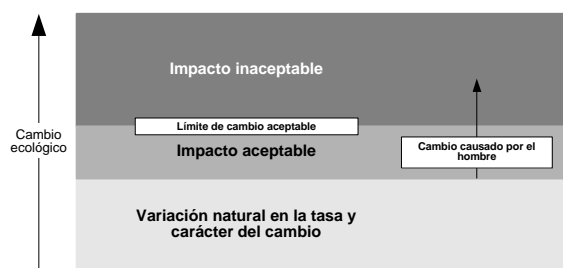 Impacto inaceptable
Límite de cambio aceptable
Cambio
ecológico
Impacto aceptable
Cambio causado por el
hombre
Variación natural en la tasa y
carácter del cambio